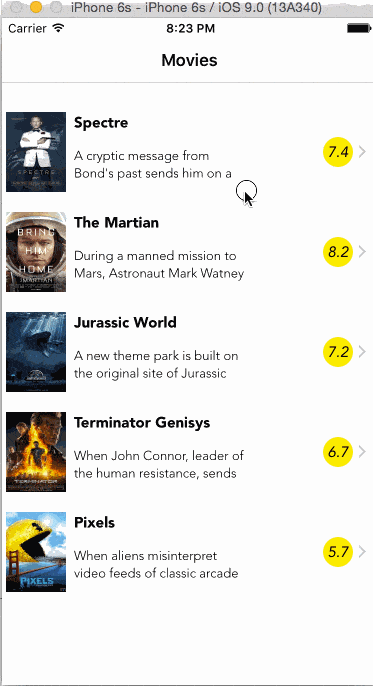 iPhone 6s - iPhone 6s / iOS 9.0 (13A340)
Carrier 8:23 PM
Movies
Spectre
A cryptic message from
Bond's past sends him on a
7.4
SPECTRE
The Martian
During a manned mission to
Mars, Astronaut Mark Watney
8.2
BRING
HIM
HOME
MARTIAN
Jurassic World
A new theme park is built on
the original site of Jurassic
7.2
Terminator Genisys
When John Connor, leader of
the human resistance, sends
6.7
TERMINATOR
Pixels
When aliens misinterpret
video feeds of classic arcade
5.7
PIXELS